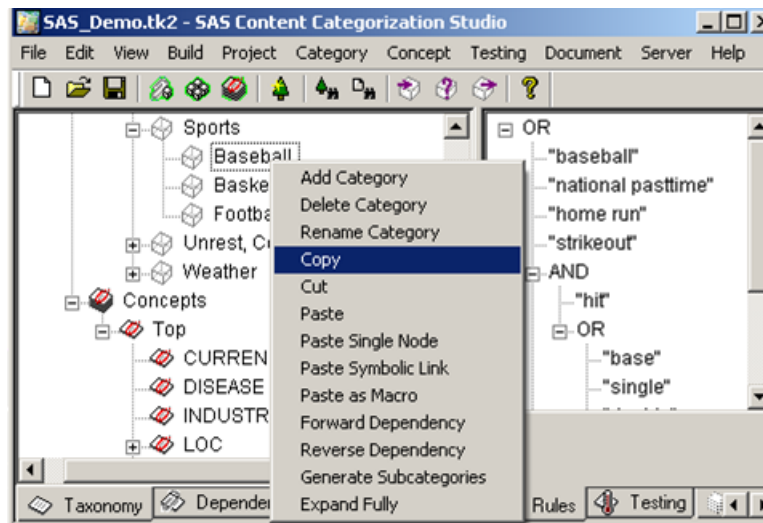 SAS_Demo.tk2 - SAS Content Categorization Studio
File Edit View Build Project Category Concept Testing Document Server Help
Sports
Baseball
Baske
Footba
Unrest, C
Weather
Concepts
Top
CURREN
DISEASE
INDUSTR
LOC
Add Category
Delete Category
Rename Category
Copy
Cut
Paste
Paste Single Node
Paste Symbolic Link
Paste as Macro
Forward Dependency
Reverse Dependency
Generate Subcategories
Expand Fully
OR
"baseball"
"national pasttime"
"home run"
"strikeout"
AND
"hit"
OR
"base"
"single"
Taxonomy Depende Rules Testing